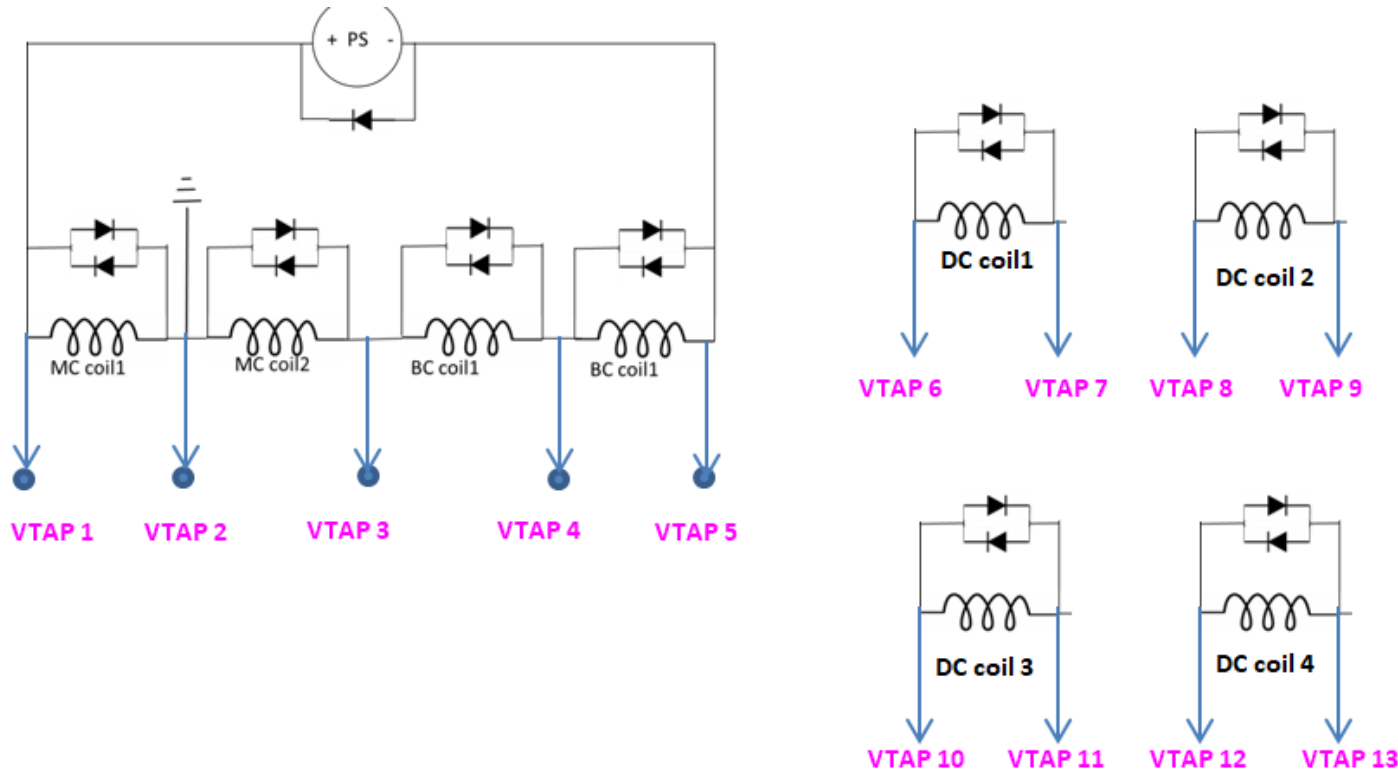 + PS -
MC coil1
MC coil2
BC coil1
BC coil1
VTAP 1
VTAP 2
VTAP 3
VTAP 4
VTAP 5
DC coil1
DC coil 2
VTAP 6
VTAP 7
VTAP 8
VTAP 9
DC coil 3
DC coil 4
VTAP 10
VTAP 11
VTAP 12
VTAP 13